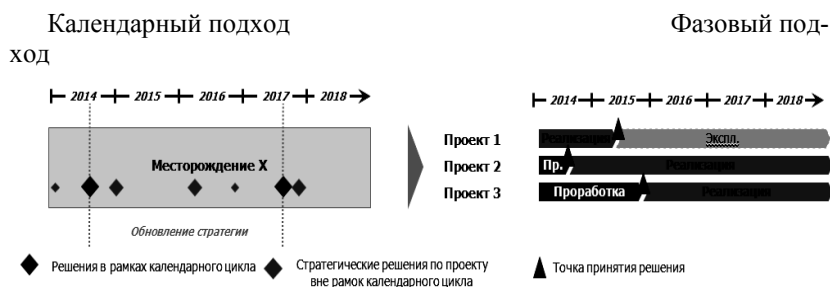 Календарный подход Фазовый под-
ход
2014 2015 2016 2017 2018
2014 2015 2016 2017 2018
Месторождение X
Обновление стратегии
Проект 1 Реализация Экспл.
Проект 2 Пр. Реализация
Проект 3 Проработка Реализация
Решения в рамках календарного цикла
Стратегические решения по проекту
вне рамок календарного цикла
Точка принятия решения